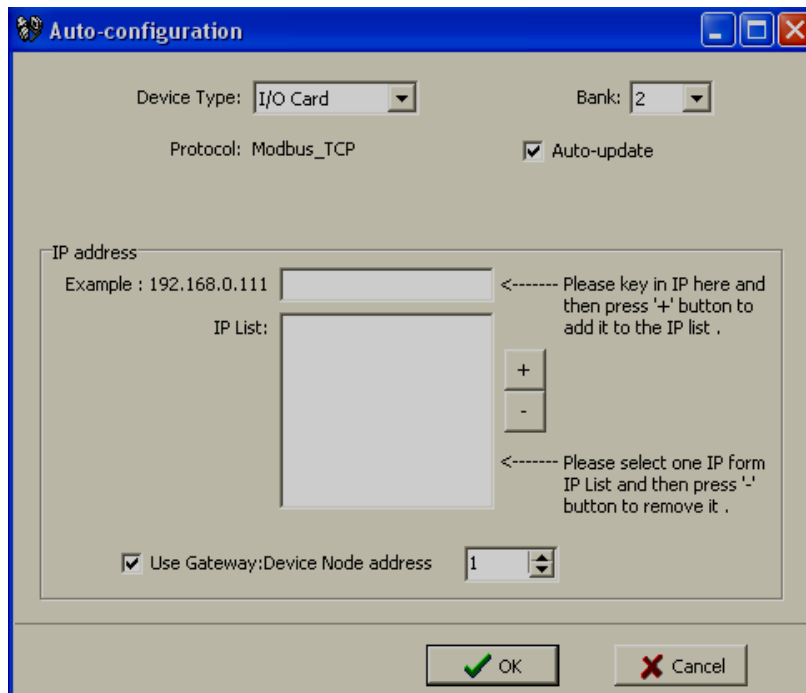 Auto-configuration
Device Type: I/O Card
Bank: 2
Protocol: Modbus_TCP
Auto-update
IP address
Example : 192.168.0.111
<------- Please key in IP here and
then press '+' button to
add it to the IP list .
IP List:
+
-
<------- Please select one IP form
IP List and then press '-'
button to remove it .
Use Gateway:Device Node address 1
OK
Cancel